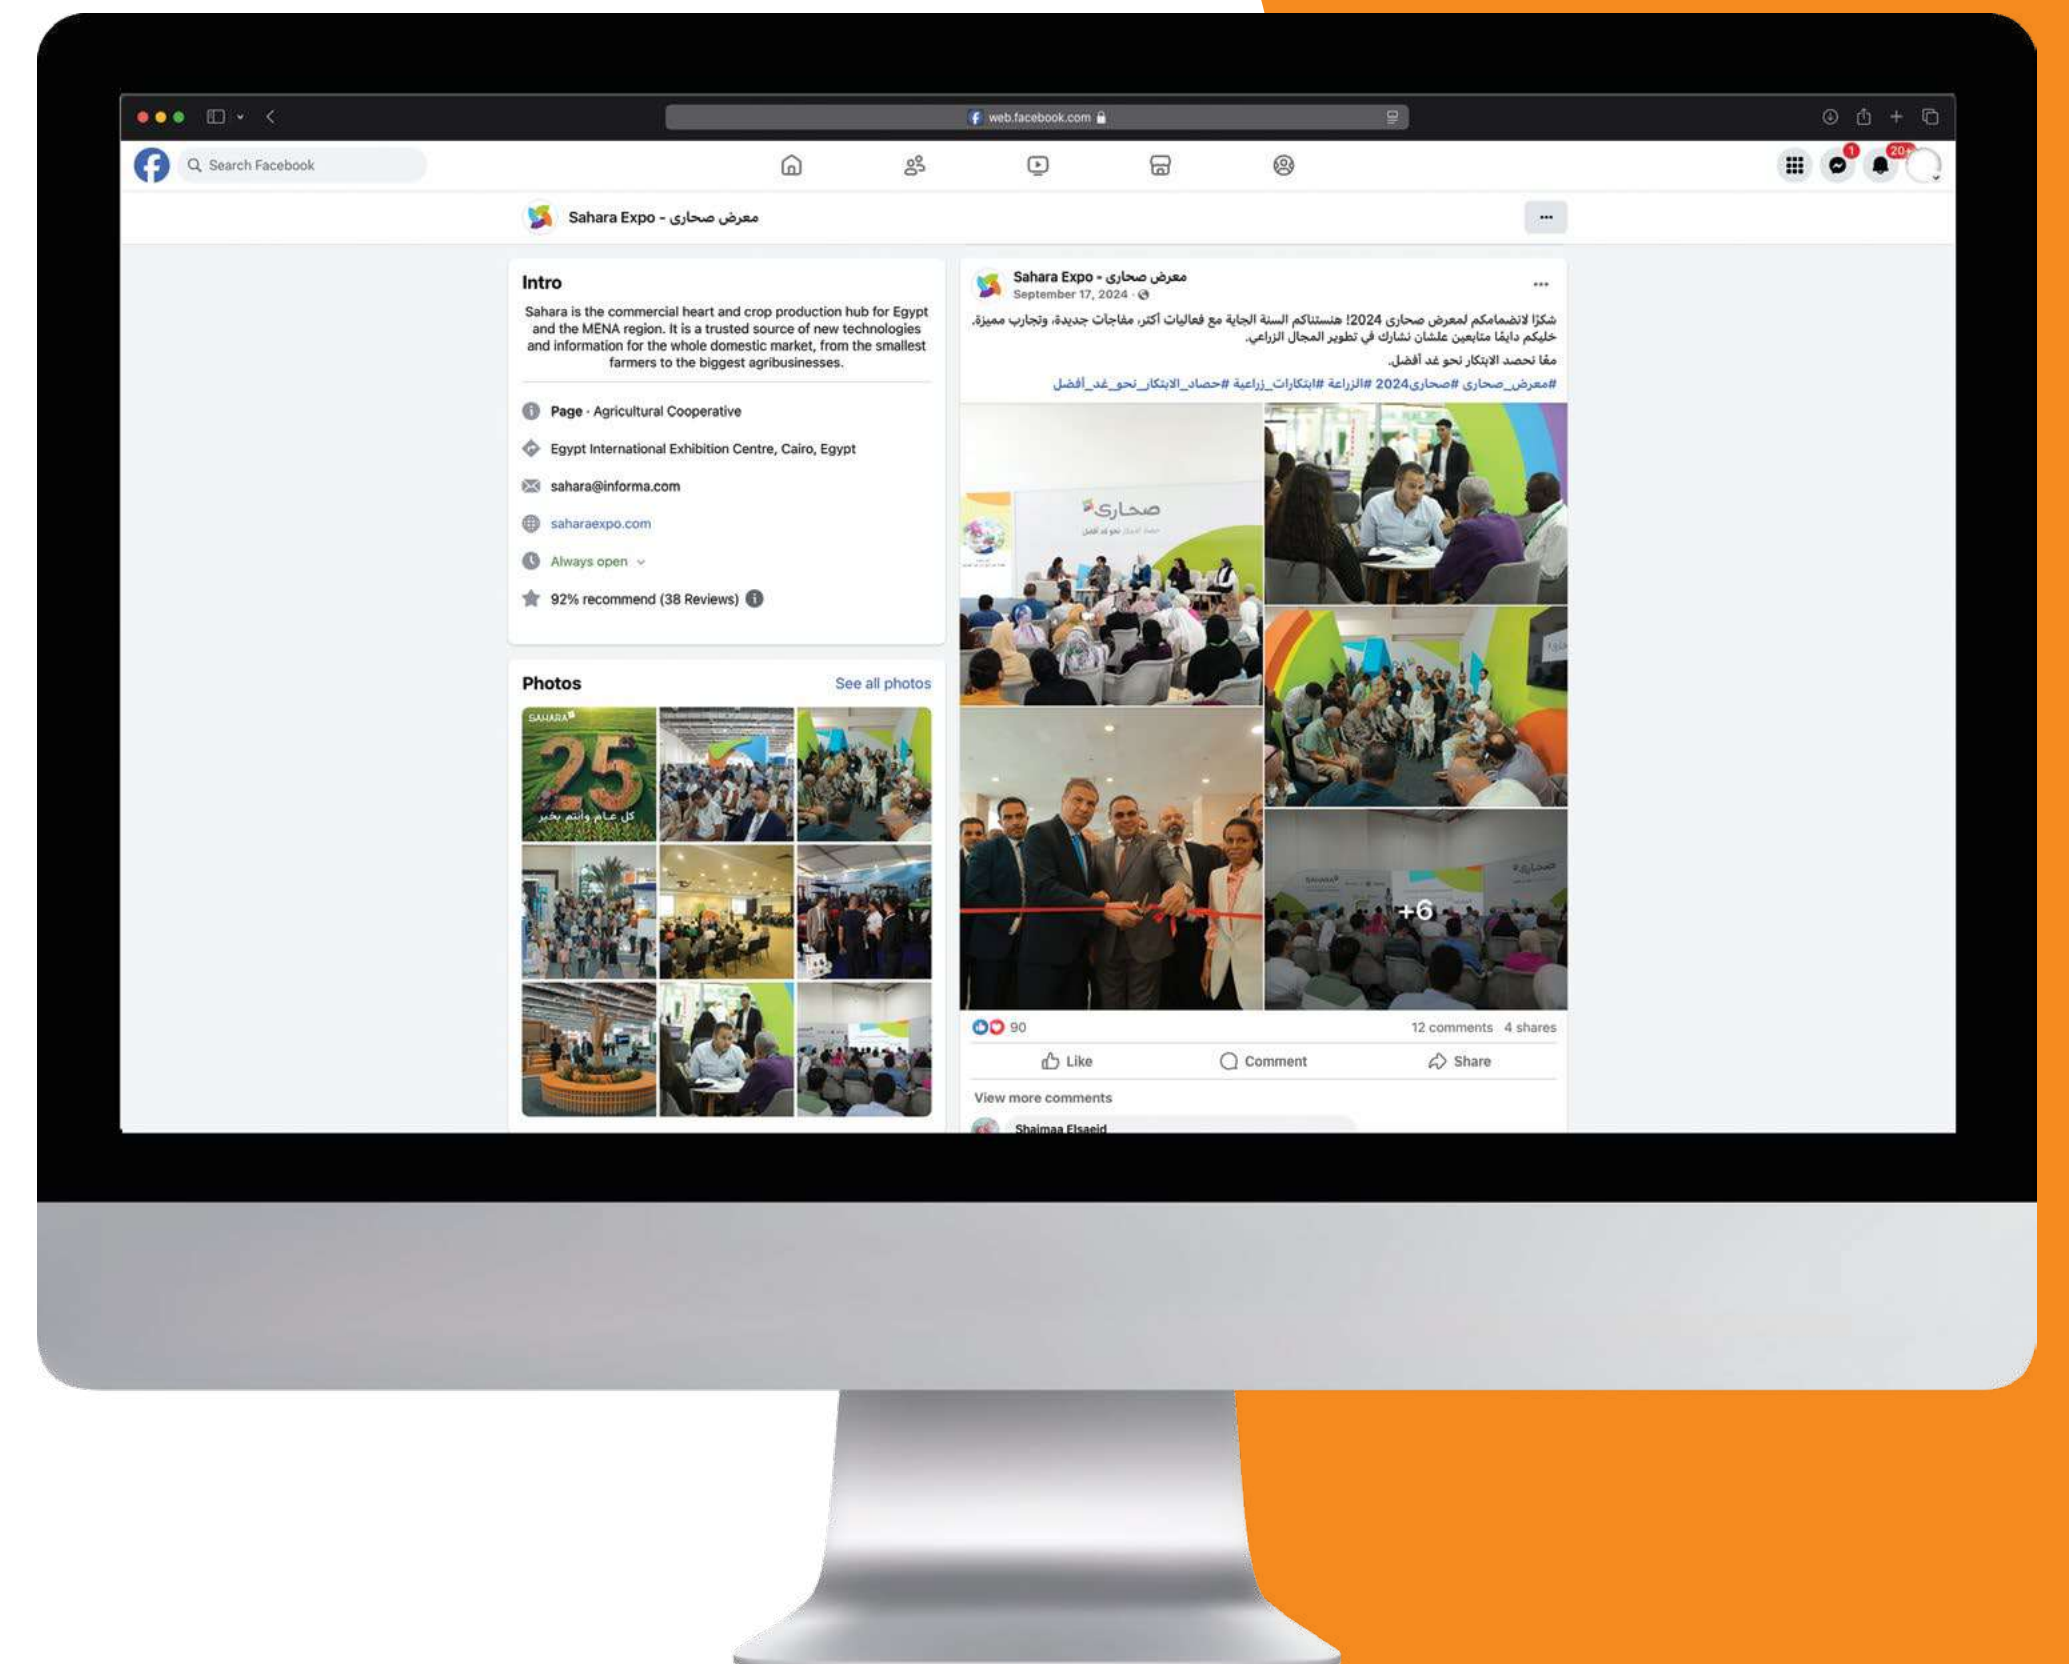 web.facebook.com
Search Facebook
1
20+
Sahara Expo - معرض صحارى
Intro
Sahara is the commercial heart and crop production hub for Egypt
and the MENA region. It is a trusted source of new technologies
and information for the whole domestic market, from the smallest
farmers to the biggest agribusinesses.
Page · Agricultural Cooperative
Egypt International Exhibition Centre, Cairo, Egypt
sahara@informa.com
saharaexpo.com
Always open
92% recommend (38 Reviews)
Photos
See all photos
SAHARA
25
كل عام وانتم بخير
Sahara Expo - معرض صحارى
September 17, 2024
شكرًا لانضمامكم لمعرض صحارى 2024! هنستناكم السنة الجاية مع فعاليات أكتر، مفاجآت جديدة، وتجارب مميزة.
خليكم دايمًا متابعين علشان نشارك في تطوير المجال الزراعي.
معًا نحصد الابتكار نحو غد أفضل.
#معرض_صحارى #صحارى2024 #الزراعة #ابتكارات_زراعية #حصاد_الابتكار_نحو_غد_أفضل
صحارى
صحارى
+6
90
12 comments 4 shares
Like
Comment
Share
View more comments
Shaimaa Elsaeid